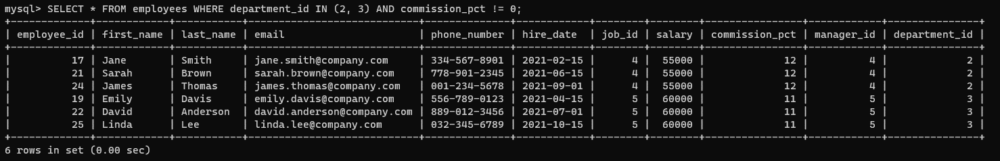 mysql> SELECT * FROM employees WHERE department_id IN (2, 3) AND commission_pct != 0;
+-------------+------------+-----------+----------------------------+--------------+------------+--------+--------+----------------+------------+---------------+
| employee_id | first_name | last_name | email                      | phone_number | hire_date  | job_id | salary | commission_pct | manager_id | department_id |
+-------------+------------+-----------+----------------------------+--------------+------------+--------+--------+----------------+------------+---------------+
|          17 | Jane       | Smith     | jane.smith@company.com     | 334-567-8901 | 2021-02-15 |      4 |  55000 |             12 |          4 |             2 |
|          21 | Sarah      | Brown     | sarah.brown@company.com    | 778-901-2345 | 2021-06-15 |      4 |  55000 |             12 |          4 |             2 |
|          24 | James      | Thomas    | james.thomas@company.com   | 001-234-5678 | 2021-09-01 |      4 |  55000 |             12 |          4 |             2 |
|          19 | Emily      | Davis     | emily.davis@company.com    | 556-789-0123 | 2021-04-15 |      5 |  60000 |             11 |          5 |             3 |
|          22 | David      | Anderson  | david.anderson@company.com | 889-012-3456 | 2021-07-01 |      5 |  60000 |             11 |          5 |             3 |
|          25 | Linda      | Lee       | linda.lee@company.com      | 032-345-6789 | 2021-10-15 |      5 |  60000 |             11 |          5 |             3 |
+-------------+------------+-----------+----------------------------+--------------+------------+--------+--------+----------------+------------+---------------+
6 rows in set (0.00 sec)